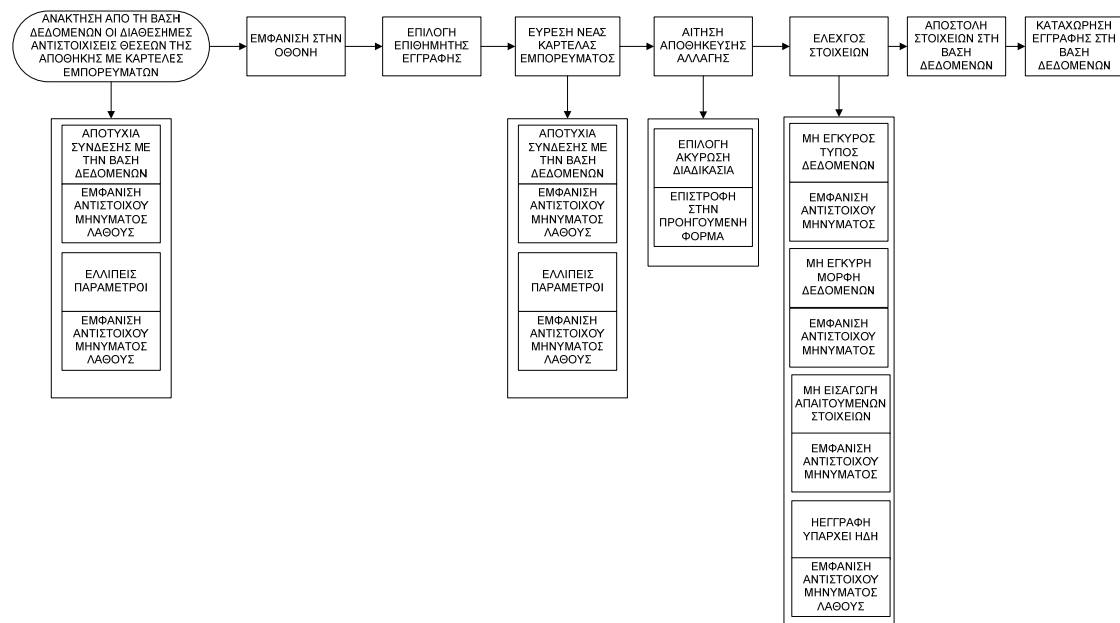 ΑΝΑΚΤΗΣΗ ΑΠΟ ΤΗ ΒΑΣΗ
ΔΕΔΟΜΕΝΩΝ ΟΙ ΔΙΑΘΕΣΗΜΕΣ
ΑΝΤΙΣΤΟΙΧΙΣΕΙΣ ΘΕΣΕΩΝ ΤΗΣ
ΑΠΟΘΗΚΗΣ ΜΕ ΚΑΡΤΕΛΕΣ
ΕΜΠΟΡΕΥΜΑΤΩΝ
ΕΜΦΑΝΙΣΗ ΣΤΗΝ
ΟΘΟΝΗ
ΕΠΙΛΟΓΗ
ΕΠΙΘΗΜΗΤΗΣ
ΕΓΓΡΑΦΗΣ
ΕΥΡΕΣΗ ΝΕΑΣ
ΚΑΡΤΕΛΑΣ
ΕΜΠΟΡΕΥΜΑΤΟΣ
ΑΙΤΗΣΗ
ΑΠΟΘΗΚΕΥΣΗΣ
ΑΛΛΑΓΗΣ
ΕΛΕΧΓΟΣ
ΣΤΟΙΧΕΙΩΝ
ΑΠΟΣΤΟΛΗ
ΣΤΟΙΧΕΙΩΝ ΣΤΗ
ΒΑΣΗ
ΔΕΔΟΜΕΝΩΝ
ΚΑΤΑΧΩΡΗΣΗ
ΕΓΓΡΑΦΗΣ ΣΤΗ
ΒΑΣΗ
ΔΕΔΟΜΕΝΩΝ
ΑΠΟΤΥΧΙΑ
ΣΥΝΔΕΣΗΣ ΜΕ
ΤΗΝ ΒΑΣΗ
ΔΕΔΟΜΕΝΩΝ
ΕΜΦΑΝΙΣΗ
ΑΝΤΙΣΤΟΙΧΟΥ
ΜΗΝΥΜΑΤΟΣ
ΛΑΘΟΥΣ
ΕΛΛΙΠΕΙΣ
ΠΑΡΑΜΕΤΡΟΙ
ΕΜΦΑΝΙΣΗ
ΑΝΤΙΣΤΟΙΧΟΥ
ΜΗΝΥΜΑΤΟΣ
ΛΑΘΟΥΣ
ΑΠΟΤΥΧΙΑ
ΣΥΝΔΕΣΗΣ ΜΕ
ΤΗΝ ΒΑΣΗ
ΔΕΔΟΜΕΝΩΝ
ΕΜΦΑΝΙΣΗ
ΑΝΤΙΣΤΟΙΧΟΥ
ΜΗΝΥΜΑΤΟΣ
ΛΑΘΟΥΣ
ΕΛΛΙΠΕΙΣ
ΠΑΡΑΜΕΤΡΟΙ
ΕΜΦΑΝΙΣΗ
ΑΝΤΙΣΤΟΙΧΟΥ
ΜΗΝΥΜΑΤΟΣ
ΛΑΘΟΥΣ
ΕΠΙΛΟΓΗ
ΑΚΥΡΩΣΗ
ΔΙΑΔΙΚΑΣΙΑ
ΕΠΙΣΤΡΟΦΗ
ΣΤΗΝ
ΠΡΟΗΓΟΥΜΕΝΗ
ΦΟΡΜΑ
ΜΗ ΕΓΚΥΡΟΣ
ΤΥΠΟΣ
ΔΕΔΟΜΕΝΩΝ
ΕΜΦΑΝΙΣΗ
ΑΝΤΙΣΤΟΙΧΟΥ
ΜΗΝΥΜΑΤΟΣ
ΜΗ ΕΓΚΥΡΗ
ΜΟΡΦΗ
ΔΕΔΟΜΕΝΩΝ
ΕΜΦΑΝΙΣΗ
ΑΝΤΙΣΤΟΙΧΟΥ
ΜΗΝΥΜΑΤΟΣ
ΜΗ ΕΙΣΑΓΩΓΗ
ΑΠΑΙΤΟΥΜΕΝΩΝ
ΣΤΟΙΧΕΙΩΝ
ΕΜΦΑΝΙΣΗ
ΑΝΤΙΣΤΟΙΧΟΥ
ΜΗΝΥΜΑΤΟΣ
ΗΕΓΓΡΑΦΗ
ΥΠΑΡΧΕΙ ΗΔΗ
ΕΜΦΑΝΙΣΗ
ΑΝΤΙΣΤΟΙΧΟΥ
ΜΗΝΥΜΑΤΟΣ
ΛΑΘΟΥΣ